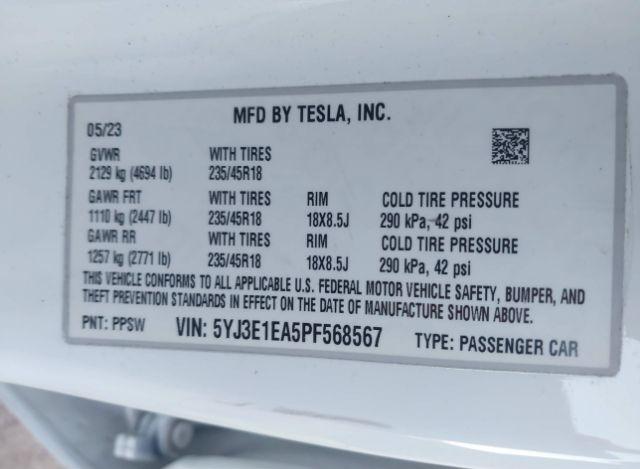 MFD BY TESLA, INC.
05/23
GVWR WITH TIRES
2129 kg (4694 lb) 235/45R18
GAWR FRT WITH TIRES RIM COLD TIRE PRESSURE
1110 kg (2447 lb) 235/45R18 18X8.5J 290 kPa, 42 psi
GAWR RR WITH TIRES RIM COLD TIRE PRESSURE
1257 kg (2771 lb) 235/45R18 18X8.5J 290 kPa, 42 psi
THIS VEHICLE CONFORMS TO ALL APPLICABLE U.S. FEDERAL MOTOR VEHICLE SAFETY, BUMPER, AND
THEFT PREVENTION STANDARDS IN EFFECT ON THE DATE OF MANUFACTURE SHOWN ABOVE.
PNT: PPSW VIN: 5YJ3E1EA5PF568567 TYPE: PASSENGER CAR